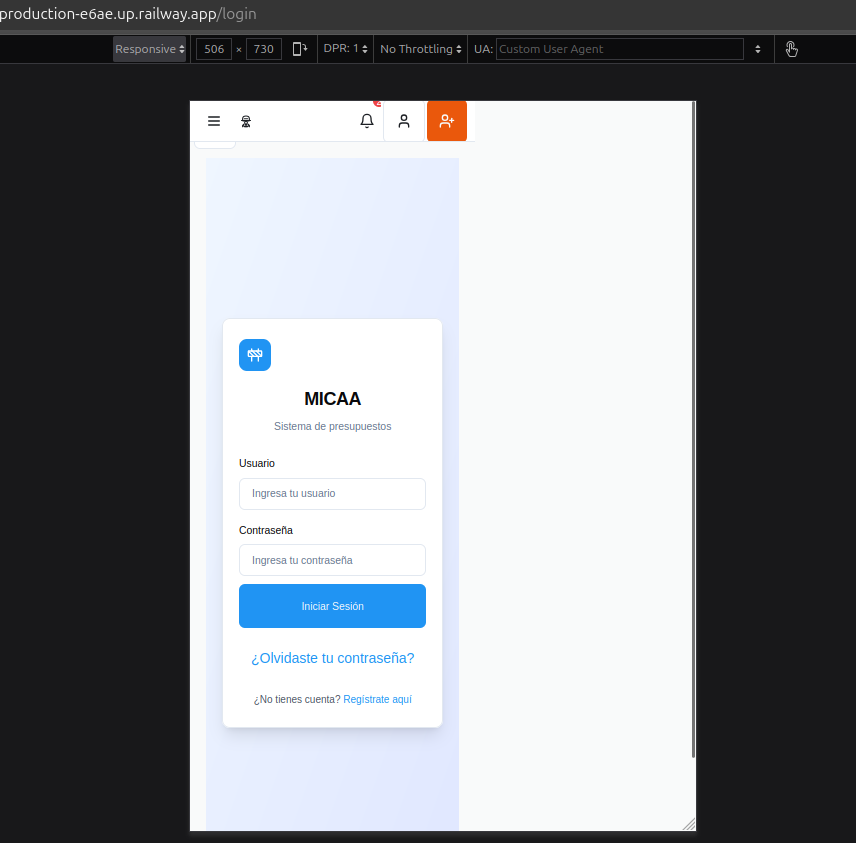 production-e6ae.up.railway.app/login
Responsive 506 × 730 DPR: 1 No Throttling UA: Custom User Agent
MICAA
Sistema de presupuestos
Usuario
Ingresa tu usuario
Contraseña
Ingresa tu contraseña
Iniciar Sesión
¿Olvidaste tu contraseña?
¿No tienes cuenta? Regístrate aquí